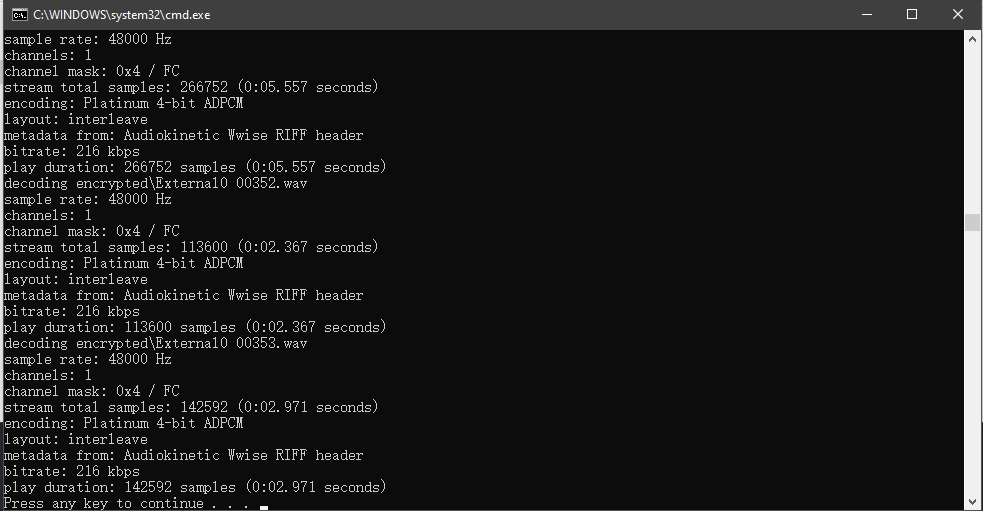 C:\WINDOWS\system32\cmd.exe
sample rate: 48000 Hz
channels: 1
channel mask: 0x4 / FC
stream total samples: 266752 (0:05.557 seconds)
encoding: Platinum 4-bit ADPCM
layout: interleave
metadata from: Audiokinetic Wwise RIFF header
bitrate: 216 kbps
play duration: 266752 samples (0:05.557 seconds)
decoding encrypted\External0 00352.wav
sample rate: 48000 Hz
channels: 1
channel mask: 0x4 / FC
stream total samples: 113600 (0:02.367 seconds)
encoding: Platinum 4-bit ADPCM
layout: interleave
metadata from: Audiokinetic Wwise RIFF header
bitrate: 216 kbps
play duration: 113600 samples (0:02.367 seconds)
decoding encrypted\External0 00353.wav
sample rate: 48000 Hz
channels: 1
channel mask: 0x4 / FC
stream total samples: 142592 (0:02.971 seconds)
encoding: Platinum 4-bit ADPCM
layout: interleave
metadata from: Audiokinetic Wwise RIFF header
bitrate: 216 kbps
play duration: 142592 samples (0:02.971 seconds)
Press any key to continue . . .